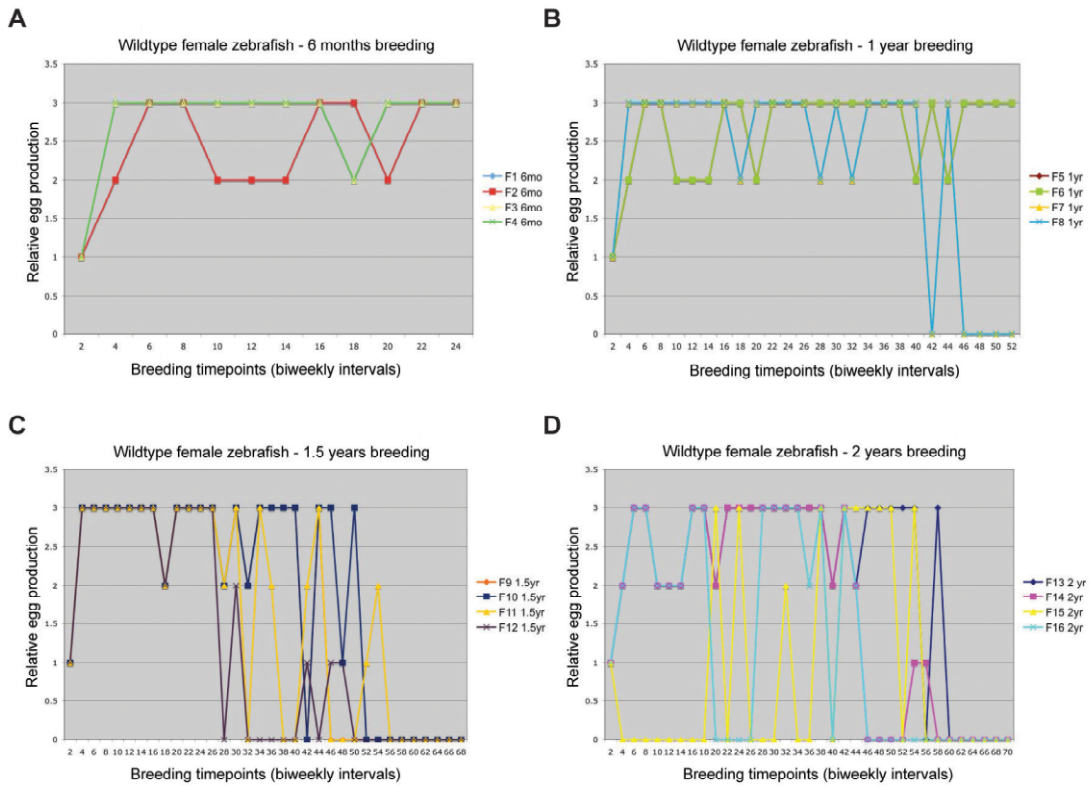 A
Wildtype female zebrafish - 6 months breeding
3.5
3
2.5
2
1.5
1
0.5
0
Relative egg production
2 4 6 8 10 12 14 16 18 20 22 24
Breeding timepoints (biweekly intervals)
F1 6mo
F2 6mo
F3 6mo
F4 6mo
B
Wildtype female zebrafish - 1 year breeding
3.5
3
2.5
2
1.5
1
0.5
0
Relative egg production
2 4 6 8 10 12 14 16 18 20 22 24 26 28 30 32 34 36 38 40 42 44 46 48 50 52
Breeding timepoints (biweekly intervals)
F5 1yr
F6 1yr
F7 1yr
F8 1yr
C
Wildtype female zebrafish - 1.5 years breeding
3.5
3
2.5
2
1.5
1
0.5
0
Relative egg production
2 4 6 8 10 12 14 16 18 20 22 24 26 28 30 32 34 36 38 40 42 44 46 48 50 52 54 56 58 60 62 64 66 68
Breeding timepoints (biweekly intervals)
F9 1.5yr
F10 1.5yr
F11 1.5yr
F12 1.5yr
D
Wildtype female zebrafish - 2 years breeding
3.5
3
2.5
2
1.5
1
0.5
0
Relative egg production
2 4 6 8 10 12 14 16 18 20 22 24 26 28 30 32 34 36 38 40 42 44 46 48 50 52 54 56 58 60 62 64 66 68 70
Breeding timepoints (biweekly intervals)
F13 2 yr
F14 2yr
F15 2yr
F16 2yr